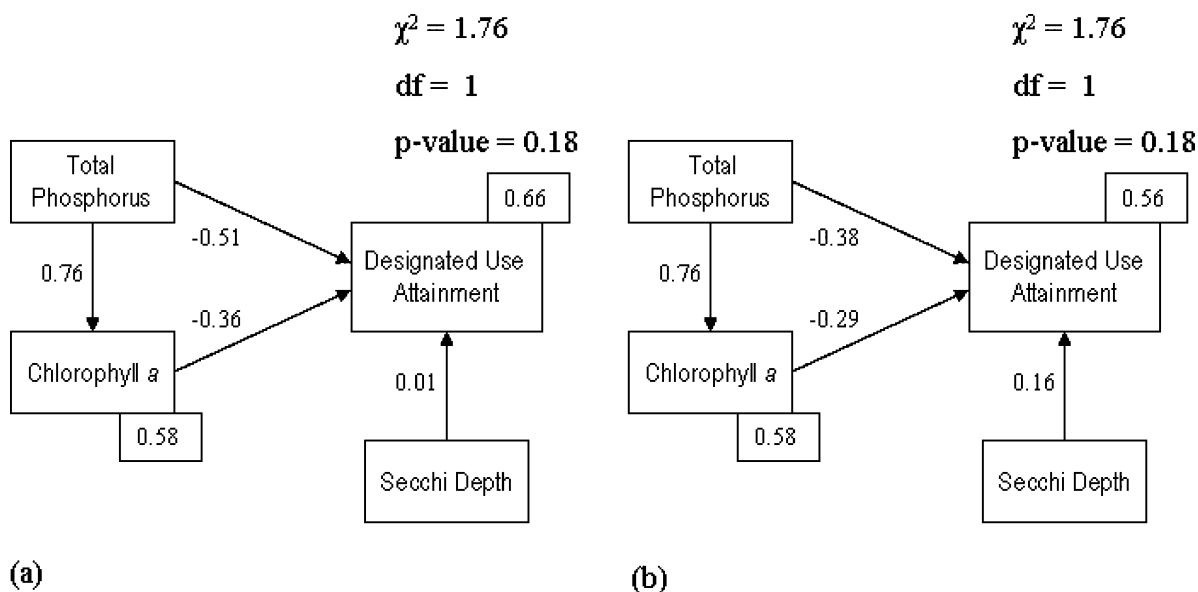 χ² = 1.76
df = 1
p-value = 0.18
Total
Phosphorus
0.66
-0.51
Designated Use
Attainment
0.76
-0.36
Chlorophyll a
0.01
0.58
Secchi Depth
(a)
χ² = 1.76
df = 1
p-value = 0.18
Total
Phosphorus
0.56
-0.38
Designated Use
Attainment
0.76
-0.29
Chlorophyll a
0.16
0.58
Secchi Depth
(b)